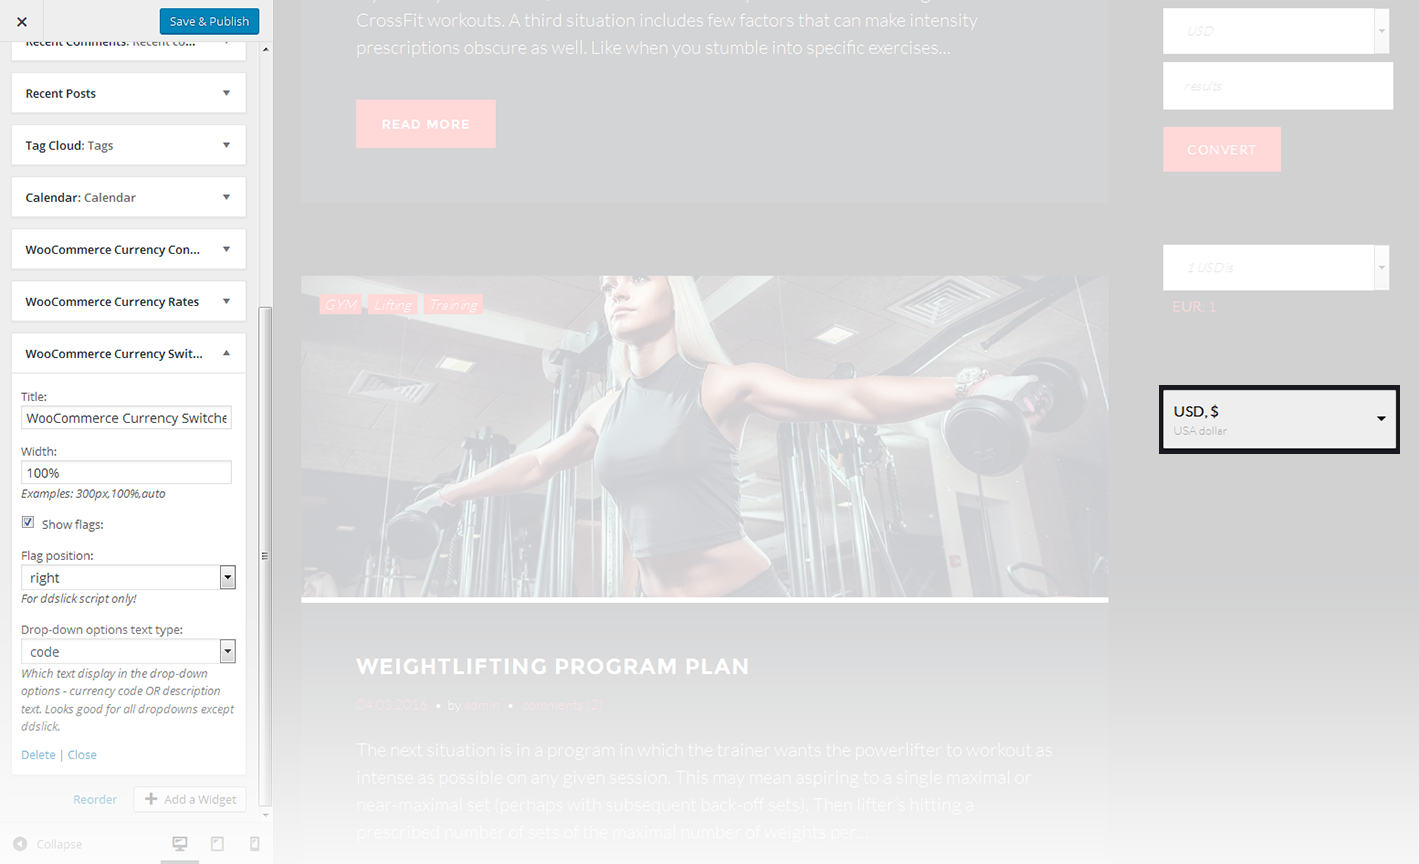 Save & Publish
Recent Comments: Recent co...
Recent Posts
Tag Cloud: Tags
Calendar: Calendar
WooCommerce Currency Con...
WooCommerce Currency Rates
WooCommerce Currency Swit...
Title:
WooCommerce Currency Switche
Width:
100%
Examples: 300px,100%,auto
Show flags:
Flag position:
right
For ddslick script only!
Drop-down options text type:
code
Which text display in the drop-down
options - currency code OR description
text. Looks good for all dropdowns except
ddslick.
Delete | Close
Reorder
Add a Widget
Collapse
CrossFit workouts. A third situation includes few factors that can make intensity
prescriptions obscure as well. Like when you stumble into specific exercises...
READ MORE
GYM Lifting Training
WEIGHTLIFTING PROGRAM PLAN
04.03.2016 • by admin • comments (2)
The next situation is in a program in which the trainer wants the powerlifter to workout as
intense as possible on any given session. This may mean aspiring to a single maximal or
near-maximal set (perhaps with subsequent back-off sets). Then lifter's hitting a
prescribed number of sets of the maximal number of weights per...
USD
results
CONVERT
1 USD is
EUR: 1
USD, $
USA dollar